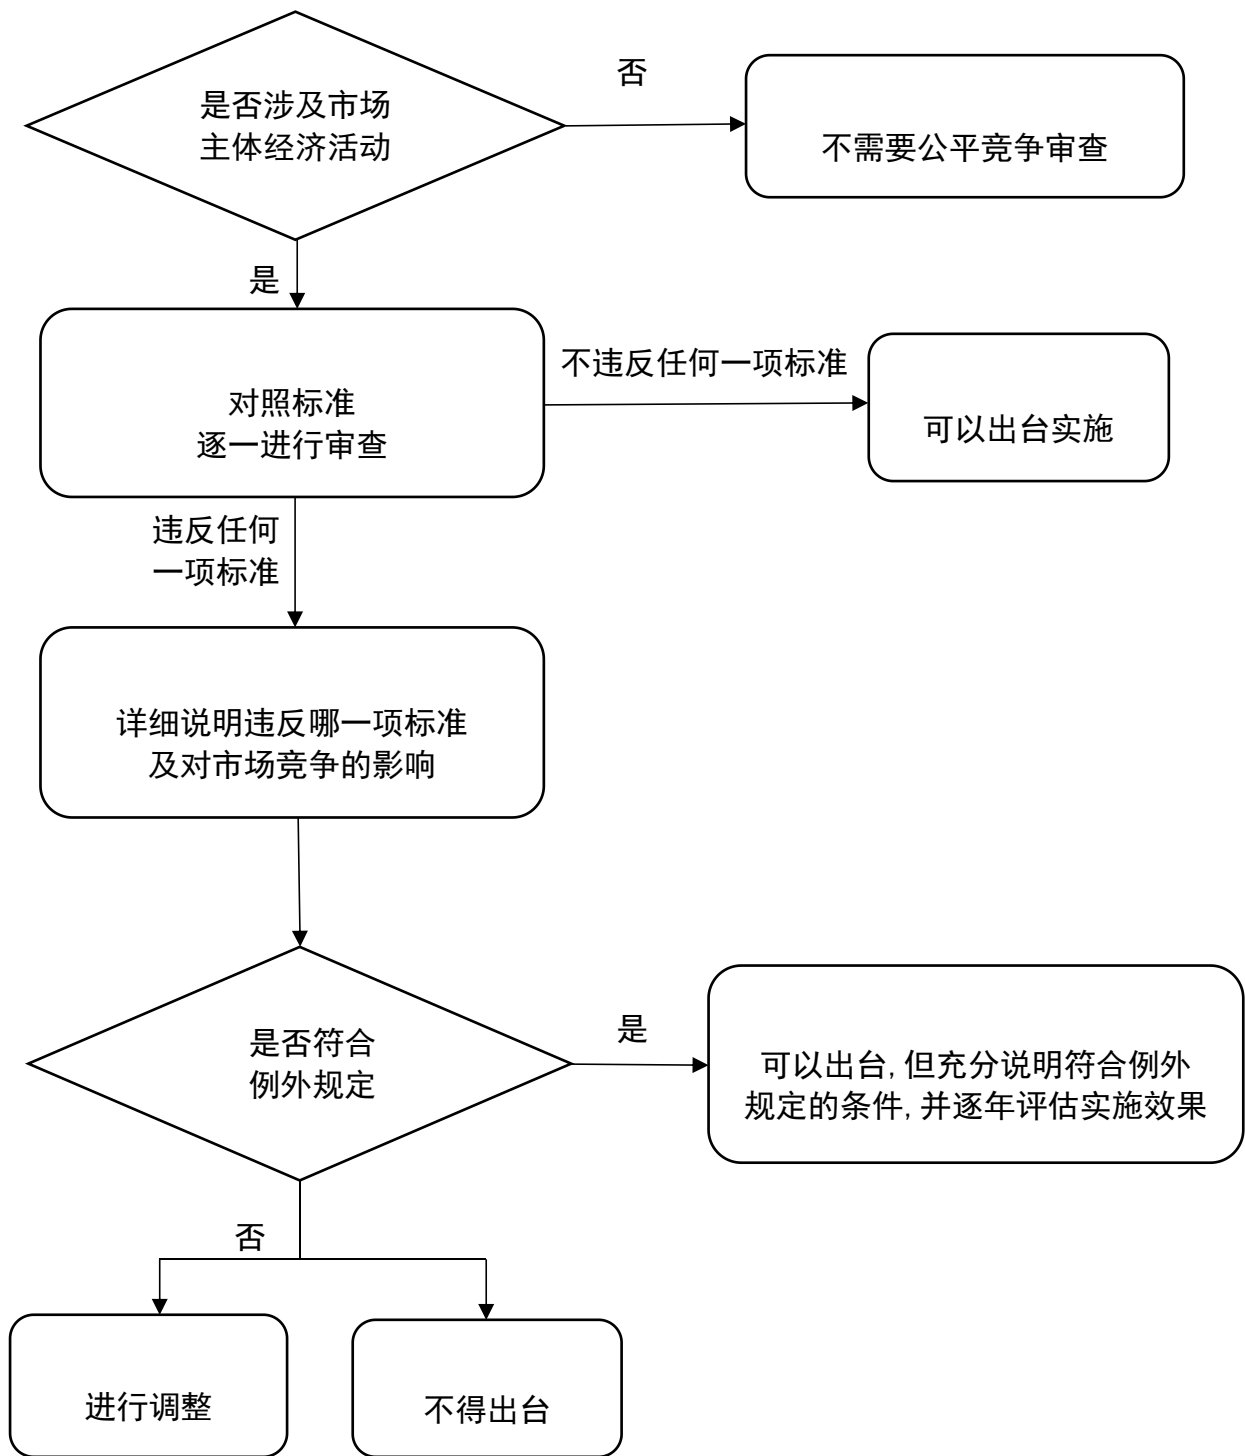 是否涉及市场
主体经济活动
否
不需要公平竞争审查
是
对照标准
逐一进行审查
不违反任何一项标准
可以出台实施
违反任何
一项标准
详细说明违反哪一项标准
及对市场竞争的影响
是否符合
例外规定
是
可以出台, 但充分说明符合例外
规定的条件, 并逐年评估实施效果
否
进行调整
不得出台